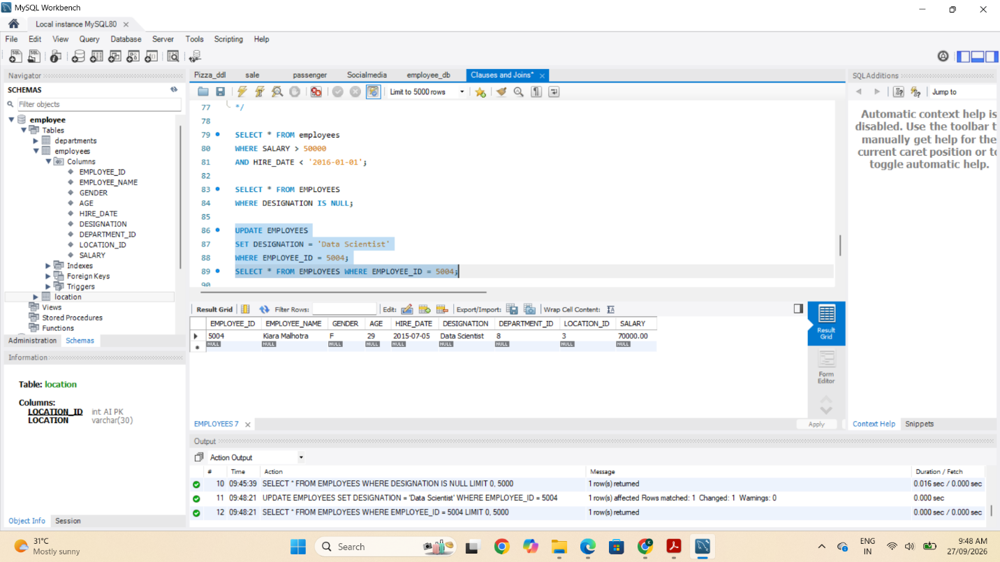 MySQL Workbench
Local instance MySQL80
File Edit View Query Database Server Tools Scripting Help
Navigator
SCHEMAS
Filter objects
employee
Tables
departments
employees
Columns
EMPLOYEE_ID
EMPLOYEE_NAME
GENDER
AGE
HIRE_DATE
DESIGNATION
DEPARTMENT_ID
LOCATION_ID
SALARY
Indexes
Foreign Keys
Triggers
location
Views
Stored Procedures
Functions
Administration Schemas
Information
Table: location
Columns:
LOCATION_ID int AI PK
LOCATION varchar(30)
Object Info Session
Pizza_ddl sale passenger Socialmedia employee_db Clauses and Joins*
Limit to 5000 rows
77 */
78
79 SELECT * FROM employees
80 WHERE SALARY > 50000
81 AND HIRE_DATE < '2016-01-01';
82
83 SELECT * FROM EMPLOYEES
84 WHERE DESIGNATION IS NULL;
85
86 UPDATE EMPLOYEES
87 SET DESIGNATION = 'Data Scientist'
88 WHERE EMPLOYEE_ID = 5004;
89 SELECT * FROM EMPLOYEES WHERE EMPLOYEE_ID = 5004;
90
Result Grid Filter Rows: Edit: Export/Import: Wrap Cell Content:
EMPLOYEE_ID EMPLOYEE_NAME GENDER AGE HIRE_DATE DESIGNATION DEPARTMENT_ID LOCATION_ID SALARY
5004 Kiara Malhotra F 29 2015-07-05 Data Scientist 8 3 70000.00
NULL NULL NULL NULL NULL NULL NULL NULL NULL
Result
Grid
Form
Editor
EMPLOYEES 7
Apply
SQLAdditions
Jump to
Automatic context help is
disabled. Use the toolbar t
manually get help for the
current caret position or to
toggle automatic help.
Context Help Snippets
Output
Action Output
# Time Action Message Duration / Fetch
10 09:45:39 SELECT * FROM EMPLOYEES WHERE DESIGNATION IS NULL LIMIT 0, 5000 1 row(s) returned 0.016 sec / 0.000 sec
11 09:48:21 UPDATE EMPLOYEES SET DESIGNATION = 'Data Scientist' WHERE EMPLOYEE_ID = 5004 1 row(s) affected Rows matched: 1 Changed: 1 Warnings: 0 0.000 sec
12 09:48:21 SELECT * FROM EMPLOYEES WHERE EMPLOYEE_ID = 5004 LIMIT 0, 5000 1 row(s) returned 0.000 sec / 0.000 sec
31°C
Mostly sunny
Search
ENG
IN
9:48 AM
27/09/2026